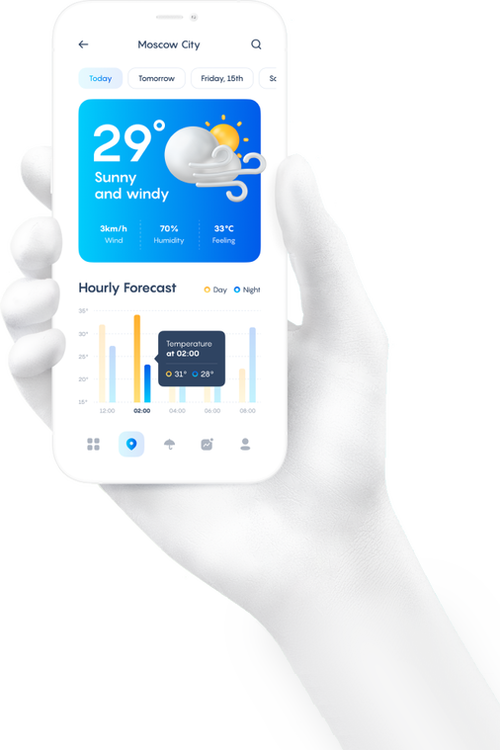 Moscow City
Today Tomorrow Friday, 15th
29°
Sunny
and windy
3km/h 70% 33°C
Wind Humidity Feeling
Hourly Forecast Day Night
35°
30°
25°
20°
15°
Temperature
at 02:00
31° 28°
12:00 02:00 04:00 06:00 08:00